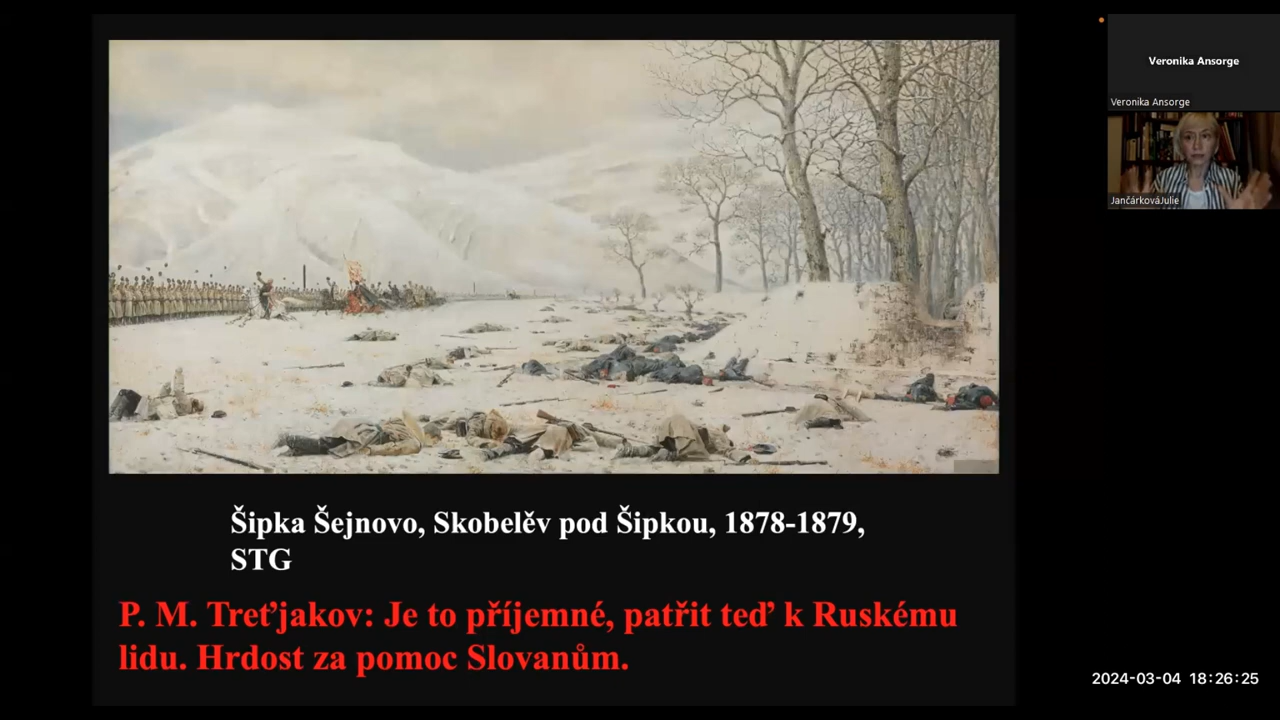 Veronika Ansorge
Veronika Ansorge
JančárkováJulie
Šipka Šejnovo, Skobelěv pod Šipkou, 1878-1879,
STG
P. M. Treťjakov: Je to příjemné, patřit teď k Ruskému
lidu. Hrdost za pomoc Slovanům.
2024-03-04 18:26:25